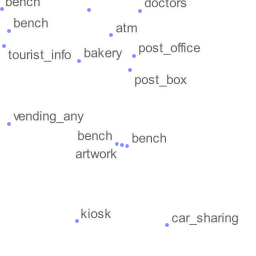 bench
doctors
bench
atm
tourist_info
bakery
post_office
post_box
vending_any
bench
bench
artwork
kiosk
car_sharing